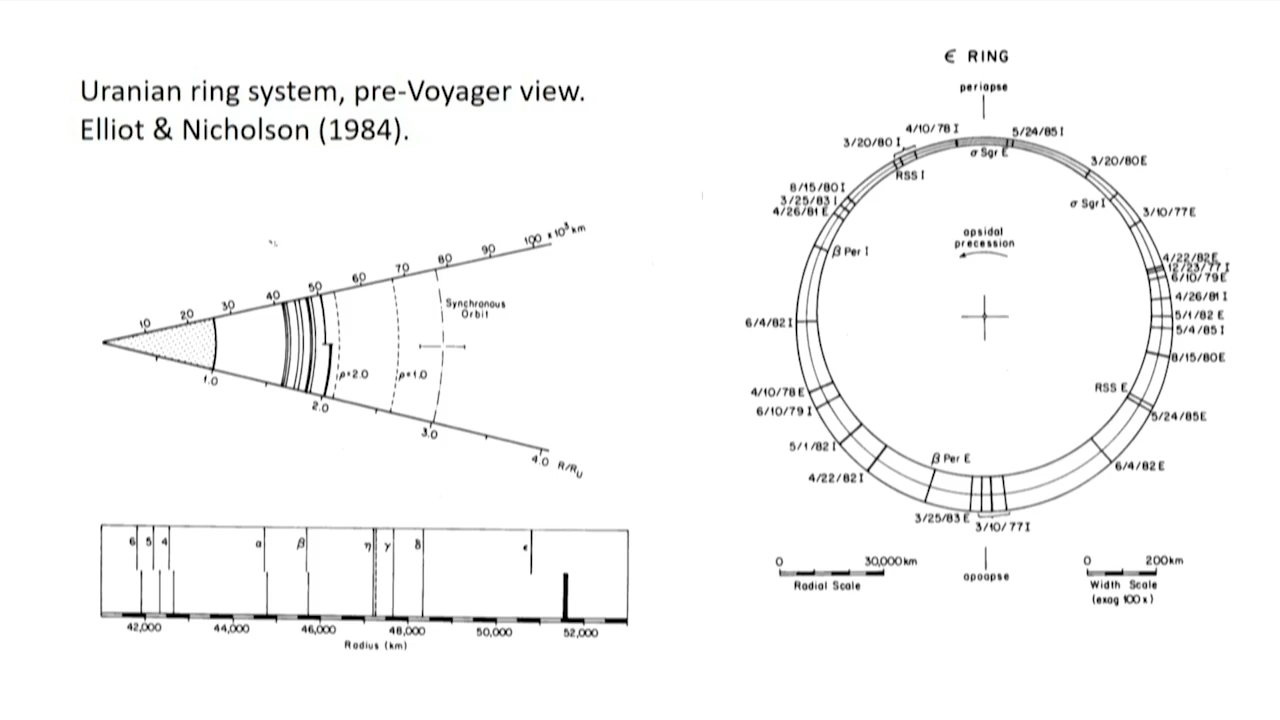 Uranian ring system, pre-Voyager view.
Elliot & Nicholson (1984).
10 20 30 40 50 60 70 80 90 100 x10³ km
Synchronous
Orbit
ρ=2.0 ρ=1.0
1.0 2.0 3.0 4.0 R/R_U
6 5 4 α β η γ δ ϵ
42,000 44,000 46,000 48,000 50,000 52,000
Radius (km)
ϵ RING
periapse
4/10/78 I
5/24/85 I
3/20/80 I
σ Sgr E
3/20/80 E
RSS I
8/15/80 I
σ Sgr I
3/25/83 I
4/26/81 E
3/10/77 E
apsidal
precession
β Per I
4/22/82 E
12/23/77 I
6/10/79 E
4/26/81 I
5/1/82 E
6/4/82 I
5/4/85 I
8/15/80 E
4/10/78 E
RSS E
6/10/79 I
5/24/85 E
5/1/82 I
β Per E
6/4/82 E
4/22/82 I
3/25/83 E
3/10/77 I
0 30,000 km
Radial Scale
apoapse
0 200 km
Width Scale
(exag 100 x)